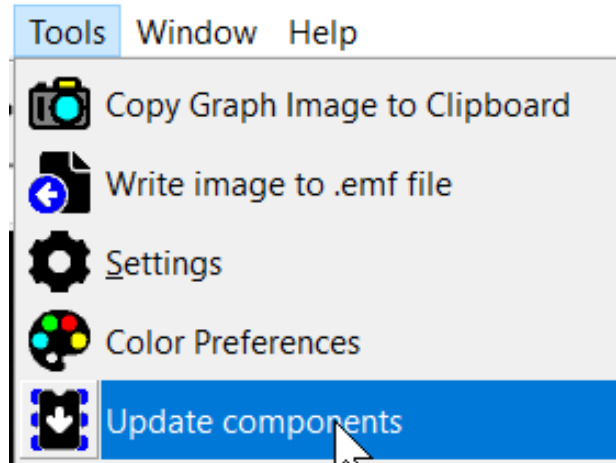 Tools Window Help
Copy Graph Image to Clipboard
Write image to .emf file
Settings
Color Preferences
Update components